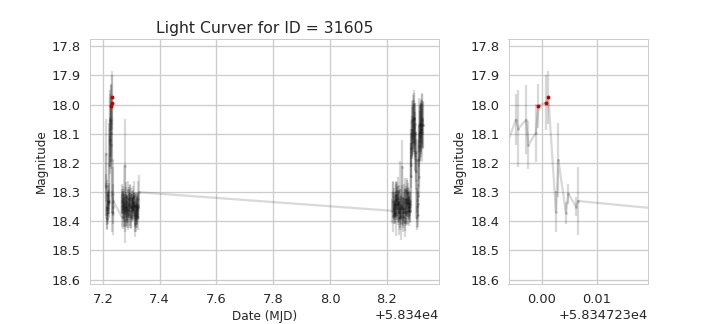 Light Curver for ID = 31605
Magnitude
17.8
17.9
18.0
18.1
18.2
18.3
18.4
18.5
18.6
7.2 7.4 7.6 7.8 8.0 8.2
Date (MJD)
+5.834e4
Magnitude
17.8
17.9
18.0
18.1
18.2
18.3
18.4
18.5
18.6
0.00 0.01
+5.834723e4